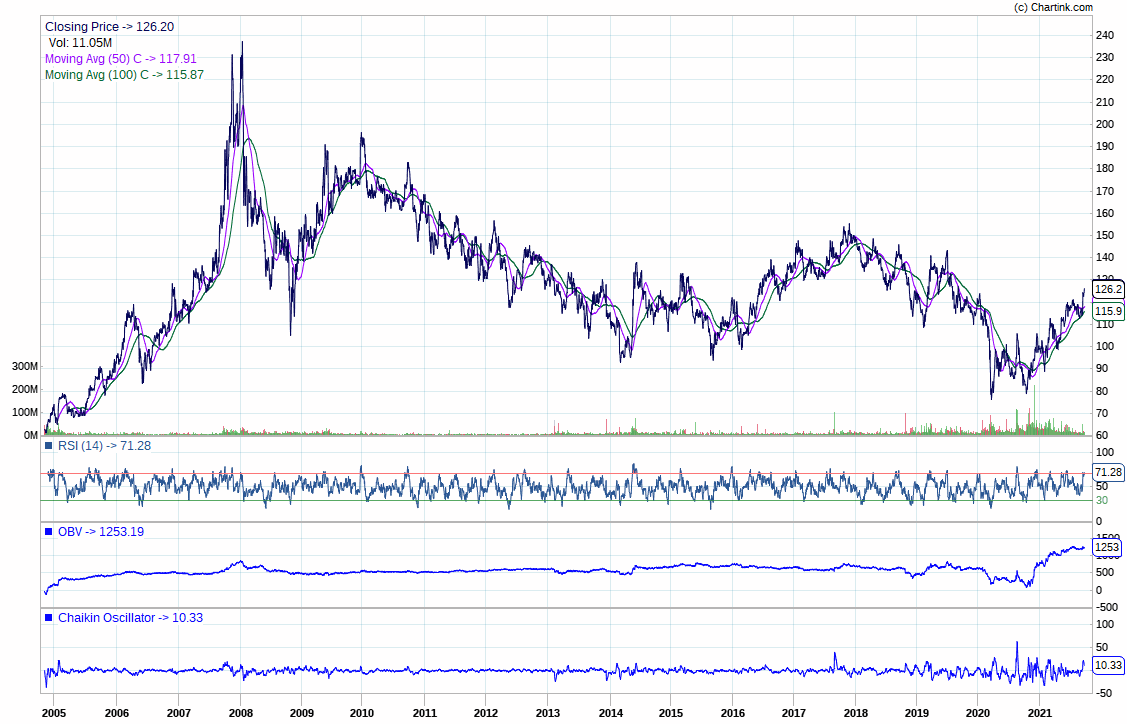 (c) Chartink.com
Closing Price -> 126.20
Vol: 11.05M
Moving Avg (50) C -> 117.91
Moving Avg (100) C -> 115.87
240
230
220
210
200
190
180
170
160
150
140
130
126.2
115.9
110
100
90
80
70
60
300M
200M
100M
0M
RSI (14) -> 71.28
100
71.28
50
30
0
OBV -> 1253.19
1500
1253
1000
500
0
-500
Chaikin Oscillator -> 10.33
100
50
10.33
-50
2005 2006 2007 2008 2009 2010 2011 2012 2013 2014 2015 2016 2017 2018 2019 2020 2021